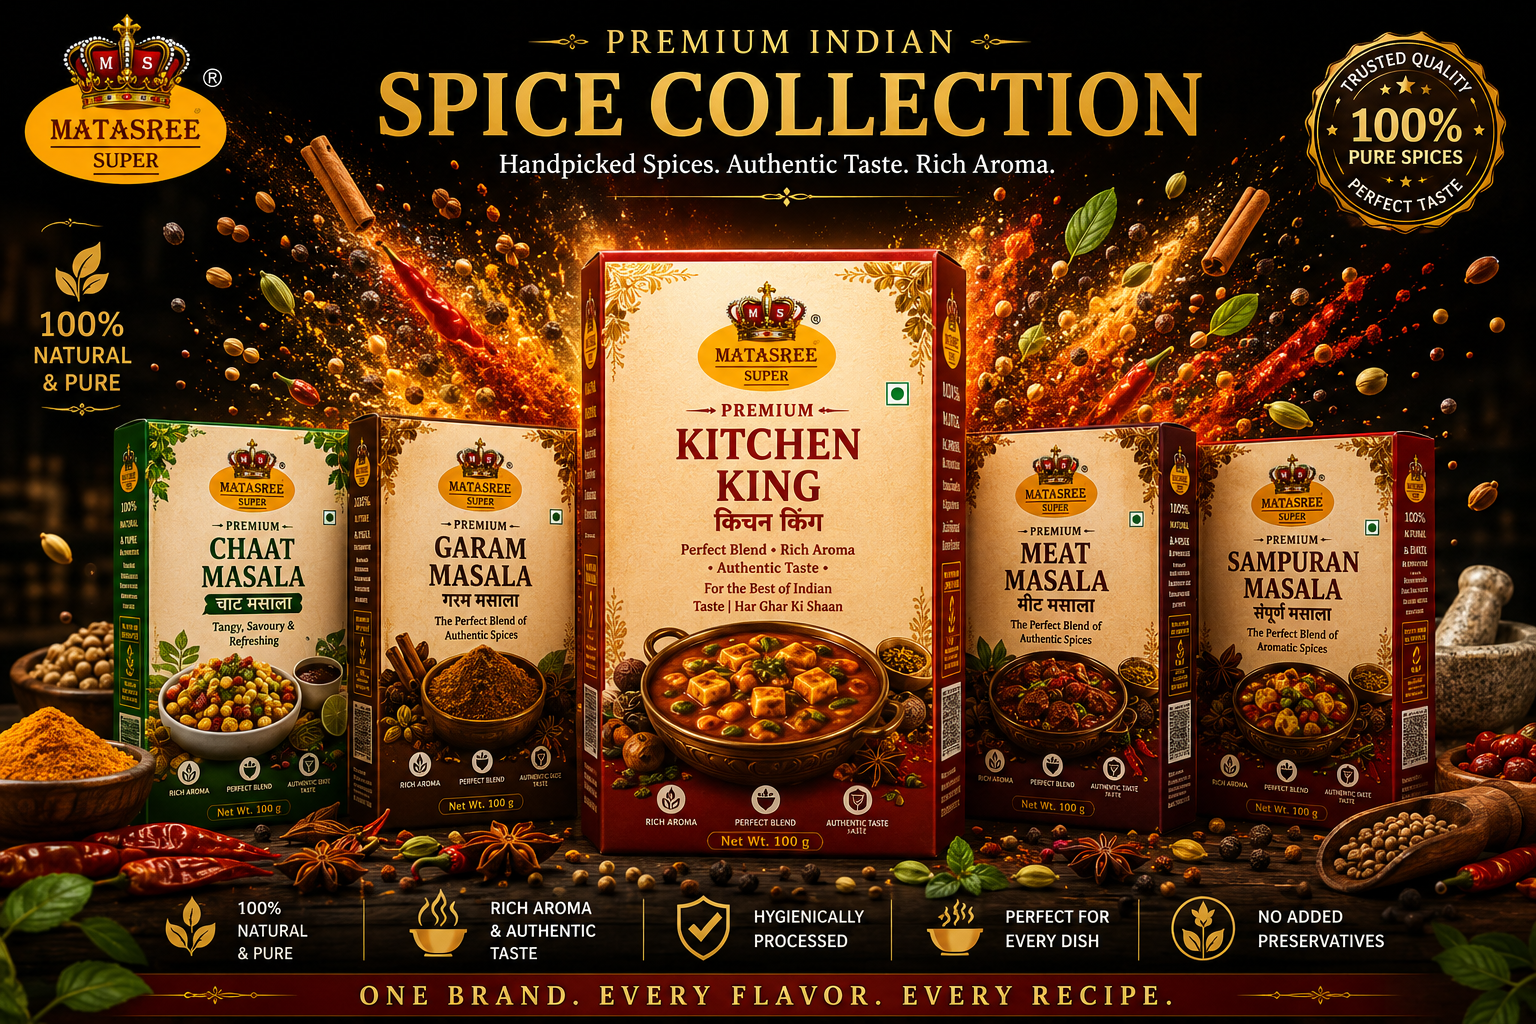 M S
®
MATASREE
SUPER
PREMIUM INDIAN
SPICE COLLECTION
Handpicked Spices. Authentic Taste. Rich Aroma.
TRUSTED QUALITY
100%
PURE SPICES
PERFECT TASTE
100%
NATURAL
& PURE
MATASREE
SUPER
PREMIUM
CHAAT
MASALA
चाट मसाला
Tangy, Savoury &
Refreshing
RICH AROMA
PERFECT BLEND
Net Wt. 100 g
MATASREE
SUPER
PREMIUM
GARAM
MASALA
गरम मसाला
The Perfect Blend of
Authentic Spices
RICH AROMA
PERFECT BLEND
Net Wt. 100 g
M S
®
MATASREE
SUPER
PREMIUM
KITCHEN
KING
किचन किंग
Perfect Blend • Rich Aroma
• Authentic Taste •
For the Best of Indian
Taste | Har Ghar Ki Shaan
RICH AROMA
PERFECT BLEND
AUTHENTIC TASTE
Net Wt. 100 g
MATASREE
SUPER
PREMIUM
MEAT
MASALA
मीट मसाला
The Perfect Blend of
Authentic Spices
RICH AROMA
PERFECT BLEND
Net Wt. 100 g
MATASREE
SUPER
PREMIUM
SAMPURAN
MASALA
संपूर्ण मसाला
The Perfect Blend of
Aromatic Spices
RICH AROMA
PERFECT BLEND
Net Wt. 100 g
100%
NATURAL
& PURE
RICH AROMA
& AUTHENTIC
TASTE
HYGIENICALLY
PROCESSED
PERFECT FOR
EVERY DISH
NO ADDED
PRESERVATIVES
ONE BRAND. EVERY FLAVOR. EVERY RECIPE.